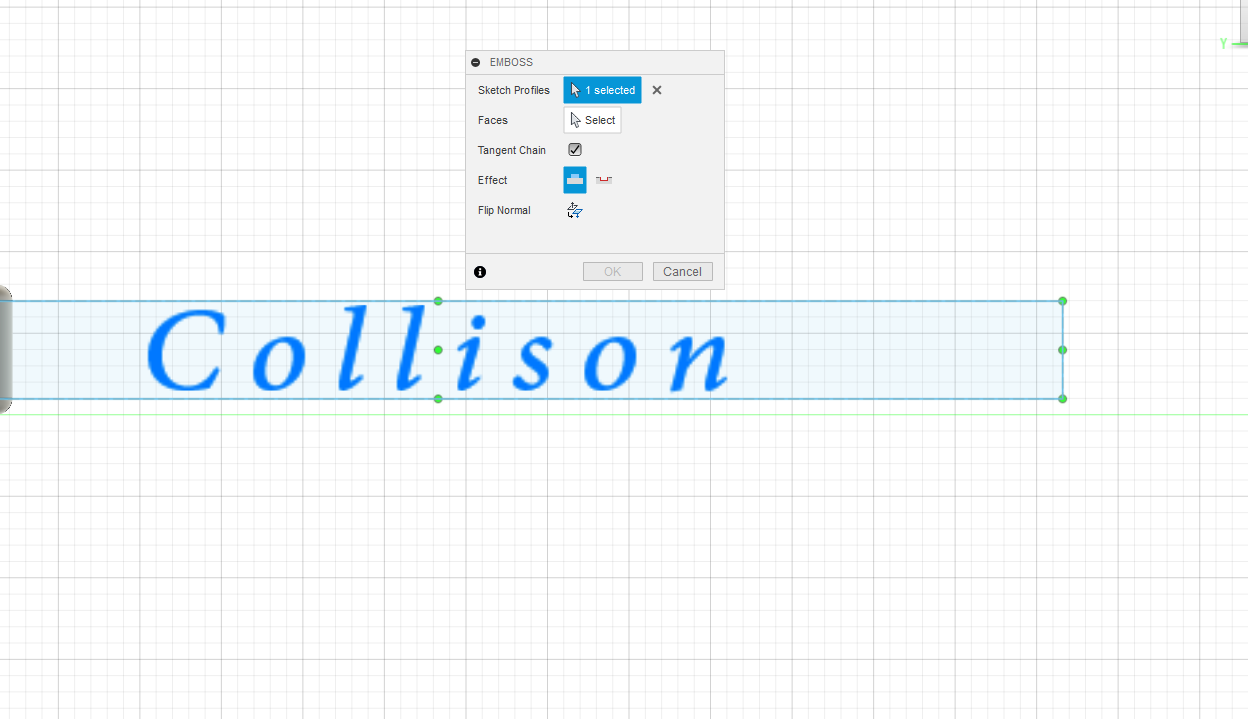 Y
EMBOSS
Sketch Profiles 1 selected
Faces Select
Tangent Chain
Effect
Flip Normal
OK Cancel
Collison